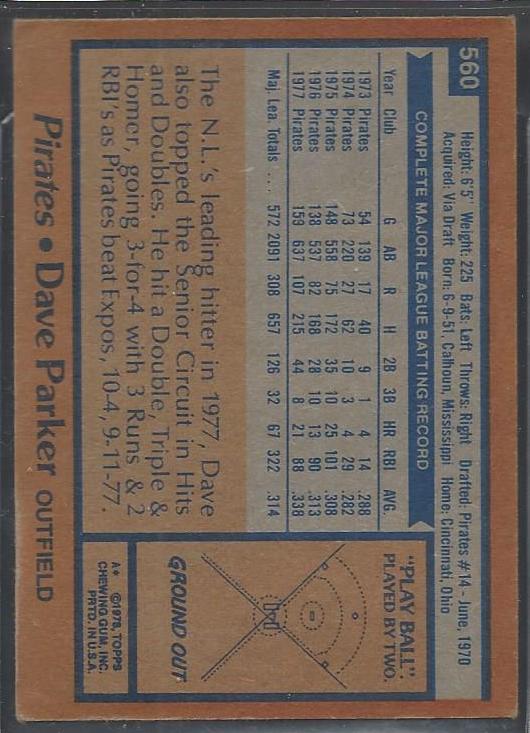 560
Height: 6'5" Weight: 225 Bats: Left Throws: Right Drafted: Pirates #14 - June, 1970
Acquired: Via Draft Born: 6-9-51, Calhoun, Mississippi Home: Cincinnati, Ohio
COMPLETE MAJOR LEAGUE BATTING RECORD
Year Club G AB R H 2B 3B HR RBI AVG.
1973 Pirates 54 139 17 40 9 1 4 14 .288
1974 Pirates 73 220 27 62 10 3 4 29 .282
1975 Pirates 148 558 75 172 35 10 25 101 .308
1976 Pirates 138 537 82 168 28 10 13 90 .313
1977 Pirates 159 637 107 215 44 8 21 88 .338
Maj. Lea. Totals .... 572 2091 308 657 126 32 67 322 .314
The N.L.'s leading hitter in 1977, Dave
also topped the Senior Circuit in Hits
and Doubles. He hit a Double, Triple &
Homer, going 3-for-4 with 3 Runs & 2
RBI's as Pirates beat Expos, 10-4, 9-11-77.
"PLAY BALL".
PLAYED BY TWO.
GROUND OUT
A* ©1978, TOPPS
CHEWING GUM, INC.
PRTD. IN U.S.A.
Pirates • Dave Parker OUTFIELD